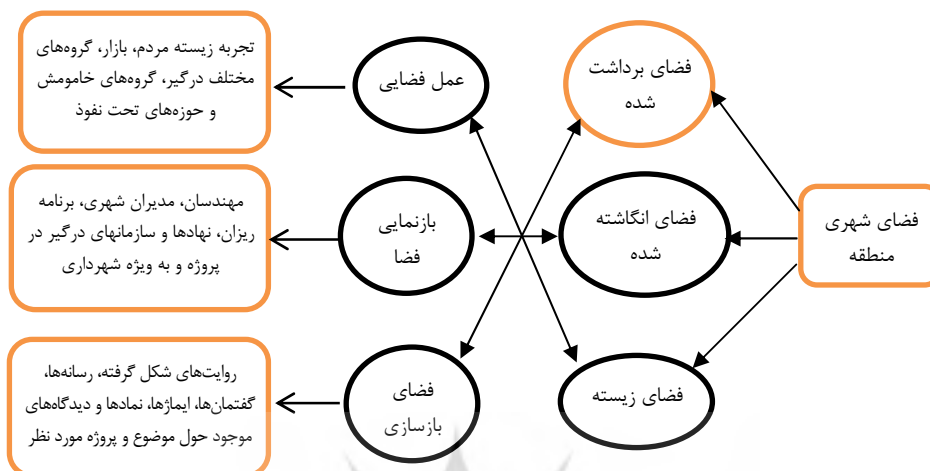 فضای شهری
منطقه
فضای برداشت
شده
فضای انگاشته
شده
فضای زیسته
عمل فضایی
بازنمایی
فضا
فضای
بازسازی
تجربه زیسته مردم، بازار، گروه‌های
مختلف درگیر، گروه‌های خامومش
و حوزه‌های تحت نفوذ
مهندسان، مدیران شهری، برنامه
ریزان، نهادها و سازمانهای درگیر در
پروژه و به ویژه شهرداری
روایت‌های شکل گرفته، رسانه‌ها،
گفتمان‌ها، ایماژها، نمادها و دیدگاه‌های
موجود حول موضوع و پروژه مورد نظر